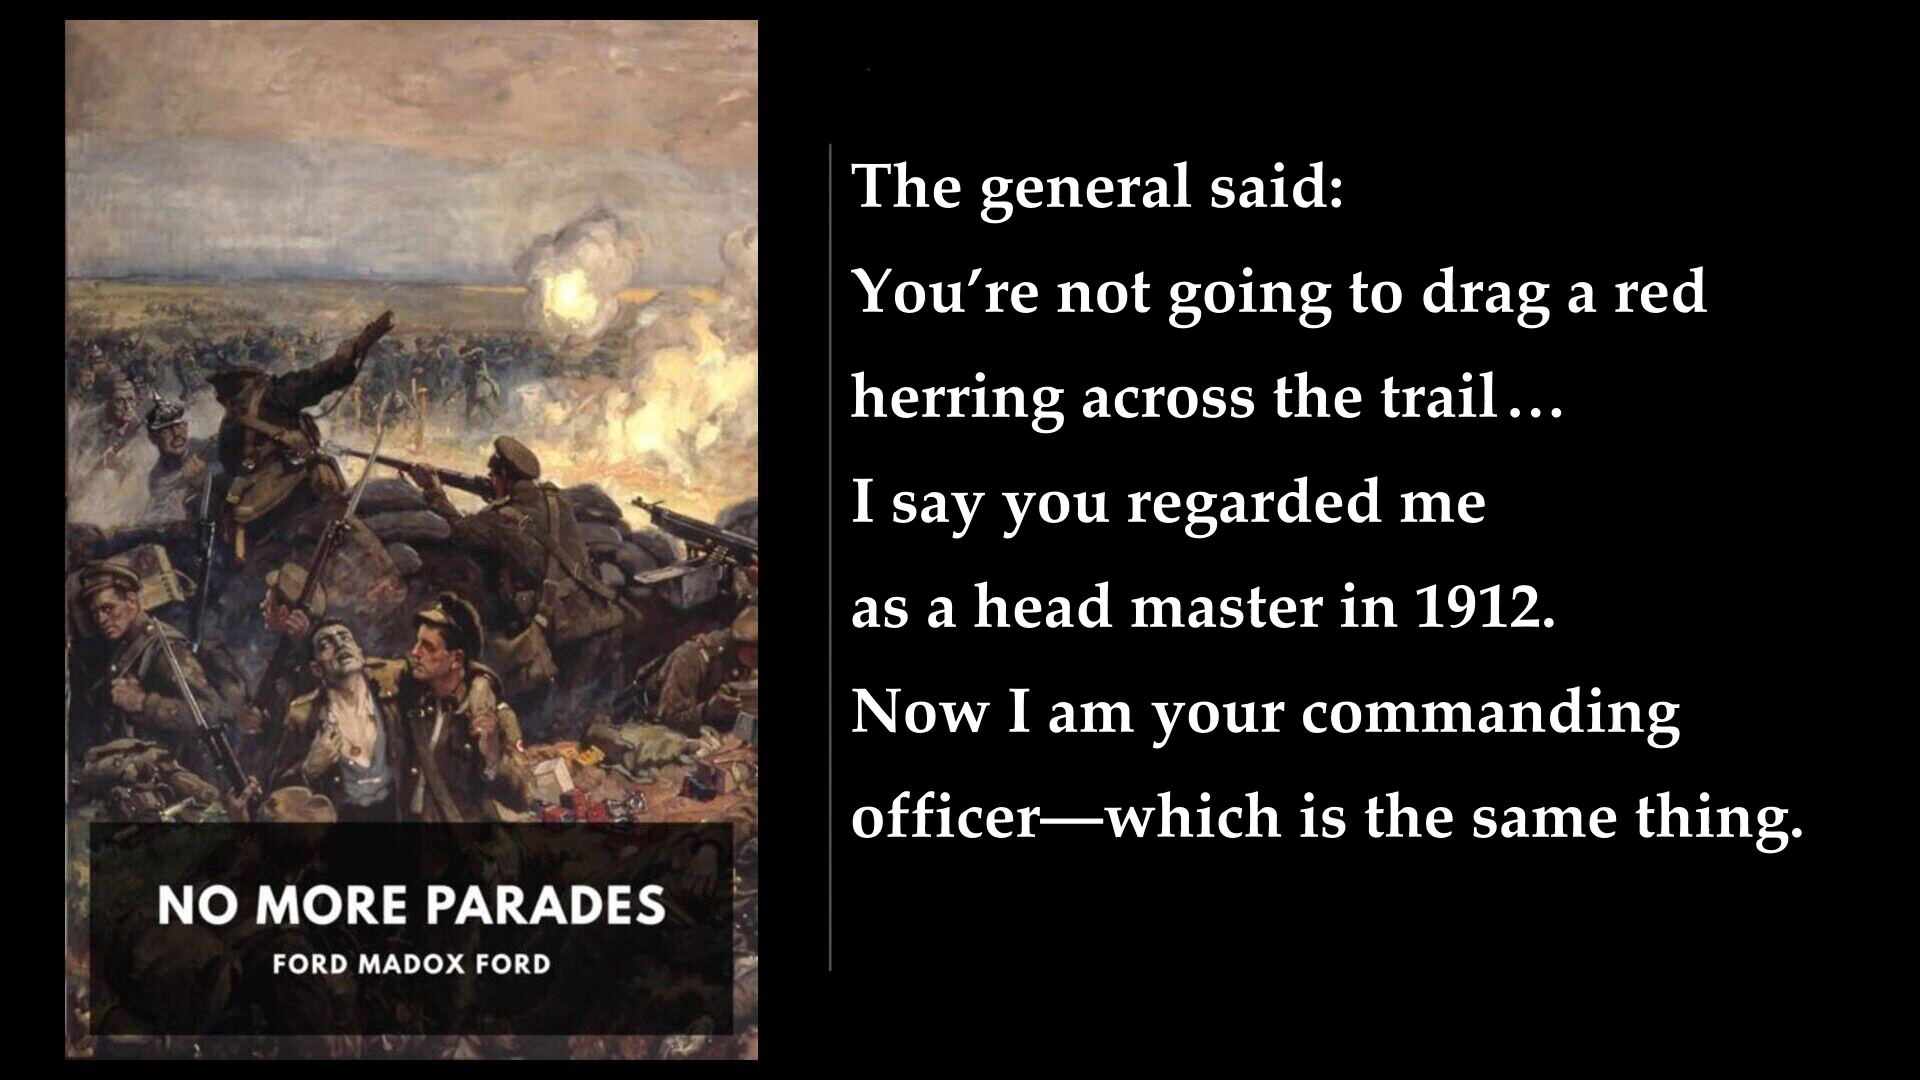 The general said:
You’re not going to drag a red
herring across the trail…
I say you regarded me
as a head master in 1912.
Now I am your commanding
officer—which is the same thing.
NO MORE PARADES
FORD MADOX FORD